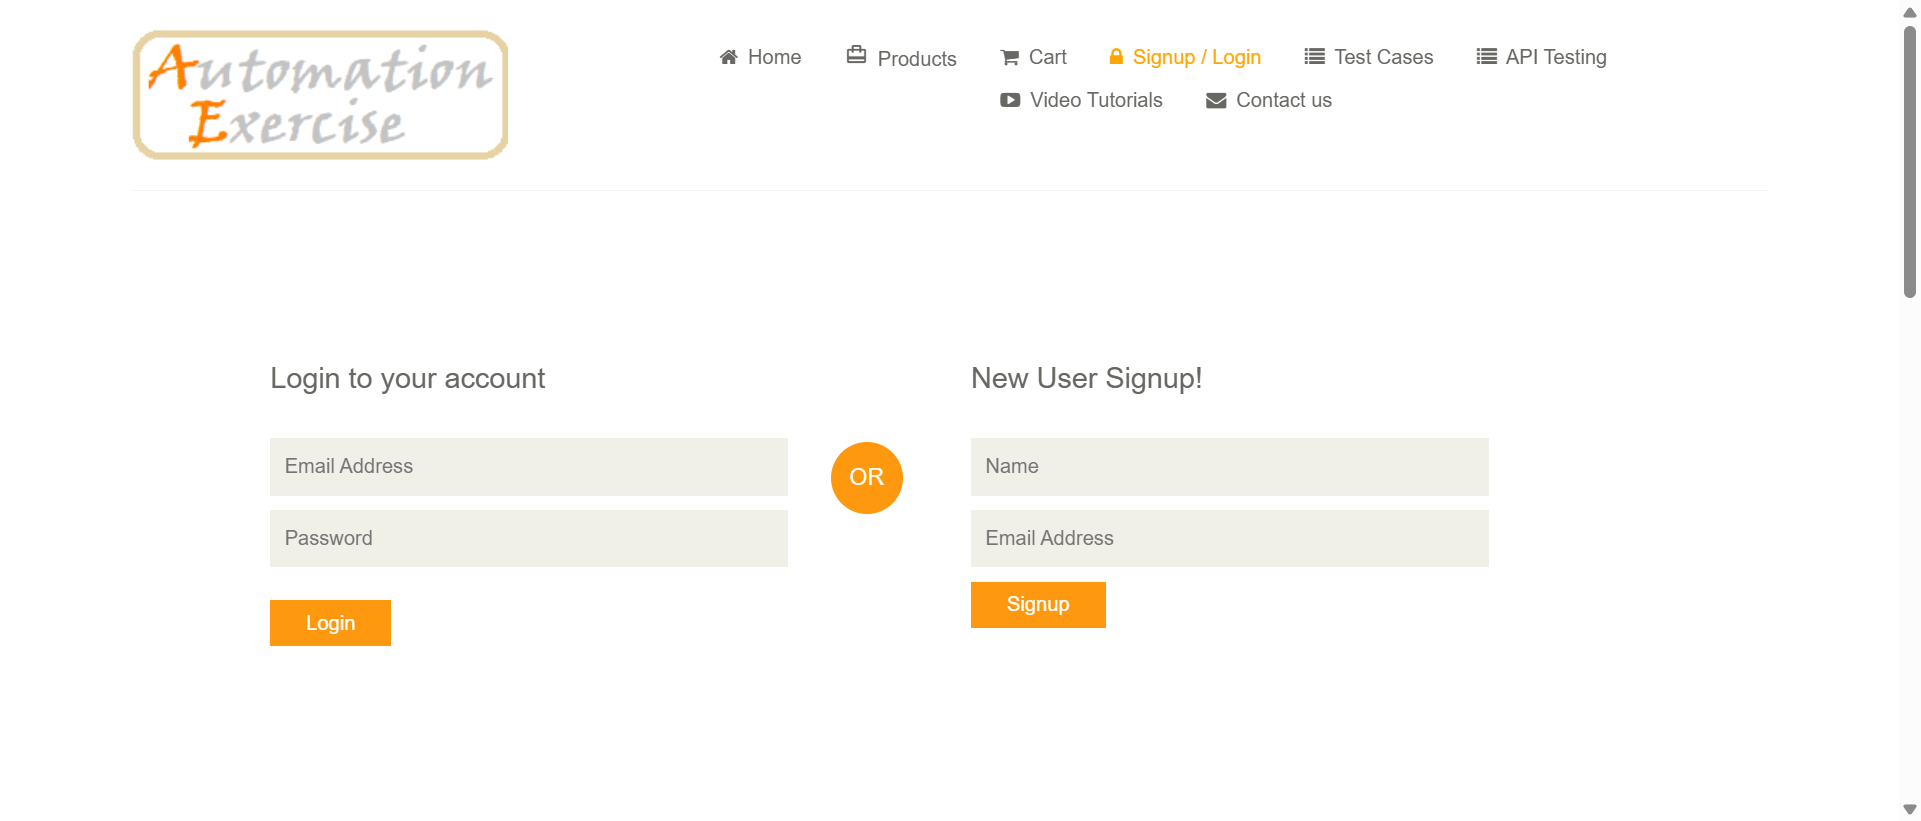 Automation
Exercise
Home Products Cart Signup / Login Test Cases API Testing
Video Tutorials Contact us
Login to your account
Email Address
Password
Login
OR
New User Signup!
Name
Email Address
Signup